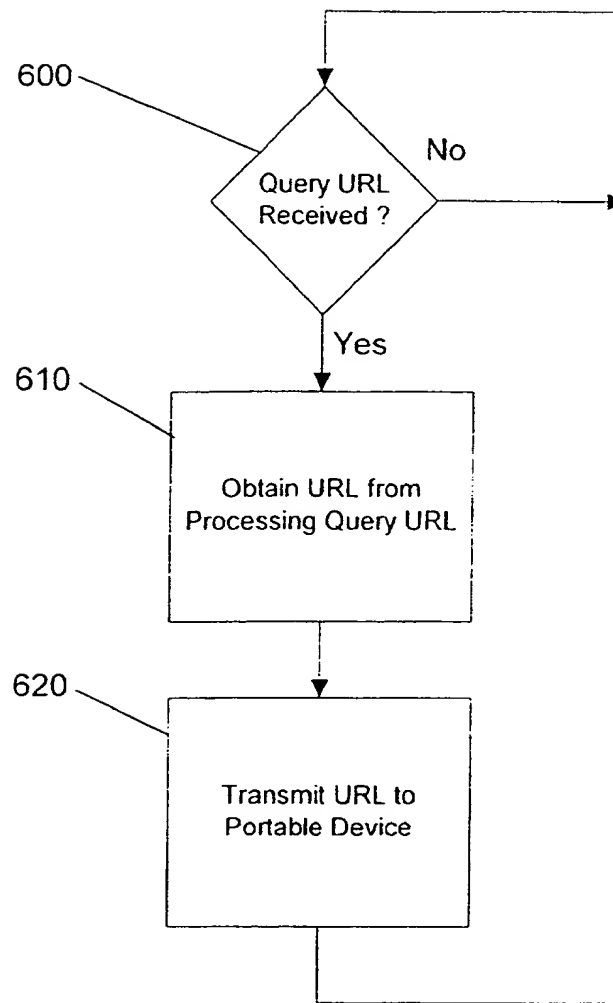 600
Query URL
Received ?
No
Yes
610
Obtain URL from
Processing Query URL
620
Transmit URL to
Portable Device